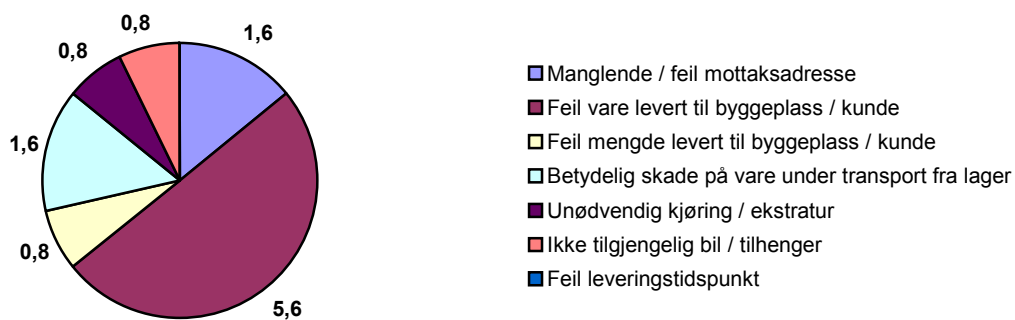 0,8
1,6
0,8
1,6
0,8
5,6
Manglende / feil mottaksadresse
Feil vare levert til byggeplass / kunde
Feil mengde levert til byggeplass / kunde
Betydelig skade på vare under transport fra lager
Unødvendig kjøring / ekstratur
Ikke tilgjengelig bil / tilhenger
Feil leveringstidspunkt